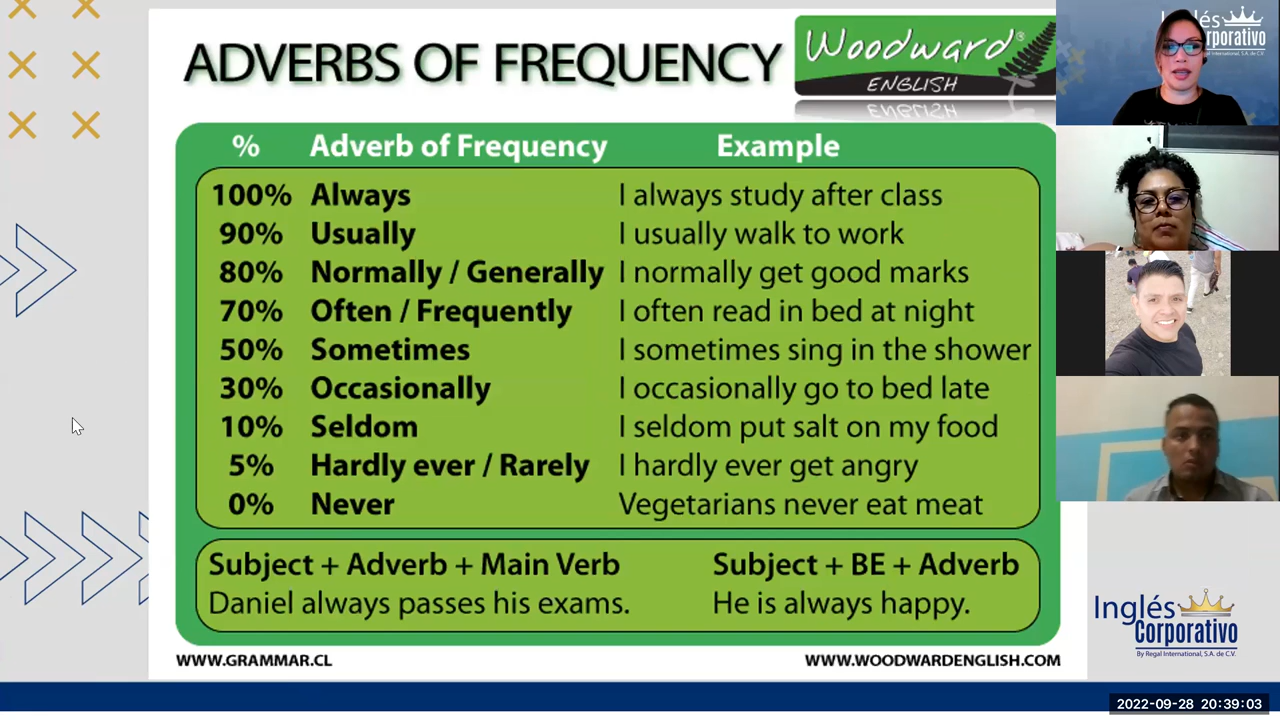 ADVERBS OF FREQUENCY
Woodward®
ENGLISH
% Adverb of Frequency Example
100% Always I always study after class
90% Usually I usually walk to work
80% Normally / Generally I normally get good marks
70% Often / Frequently I often read in bed at night
50% Sometimes I sometimes sing in the shower
30% Occasionally I occasionally go to bed late
10% Seldom I seldom put salt on my food
5% Hardly ever / Rarely I hardly ever get angry
0% Never Vegetarians never eat meat
Subject + Adverb + Main Verb Subject + BE + Adverb
Daniel always passes his exams. He is always happy.
WWW.GRAMMAR.CL WWW.WOODWARDENGLISH.COM
Inglés
Corporativo
By Regal International, S.A. de C.V.
2022-09-28 20:39:03